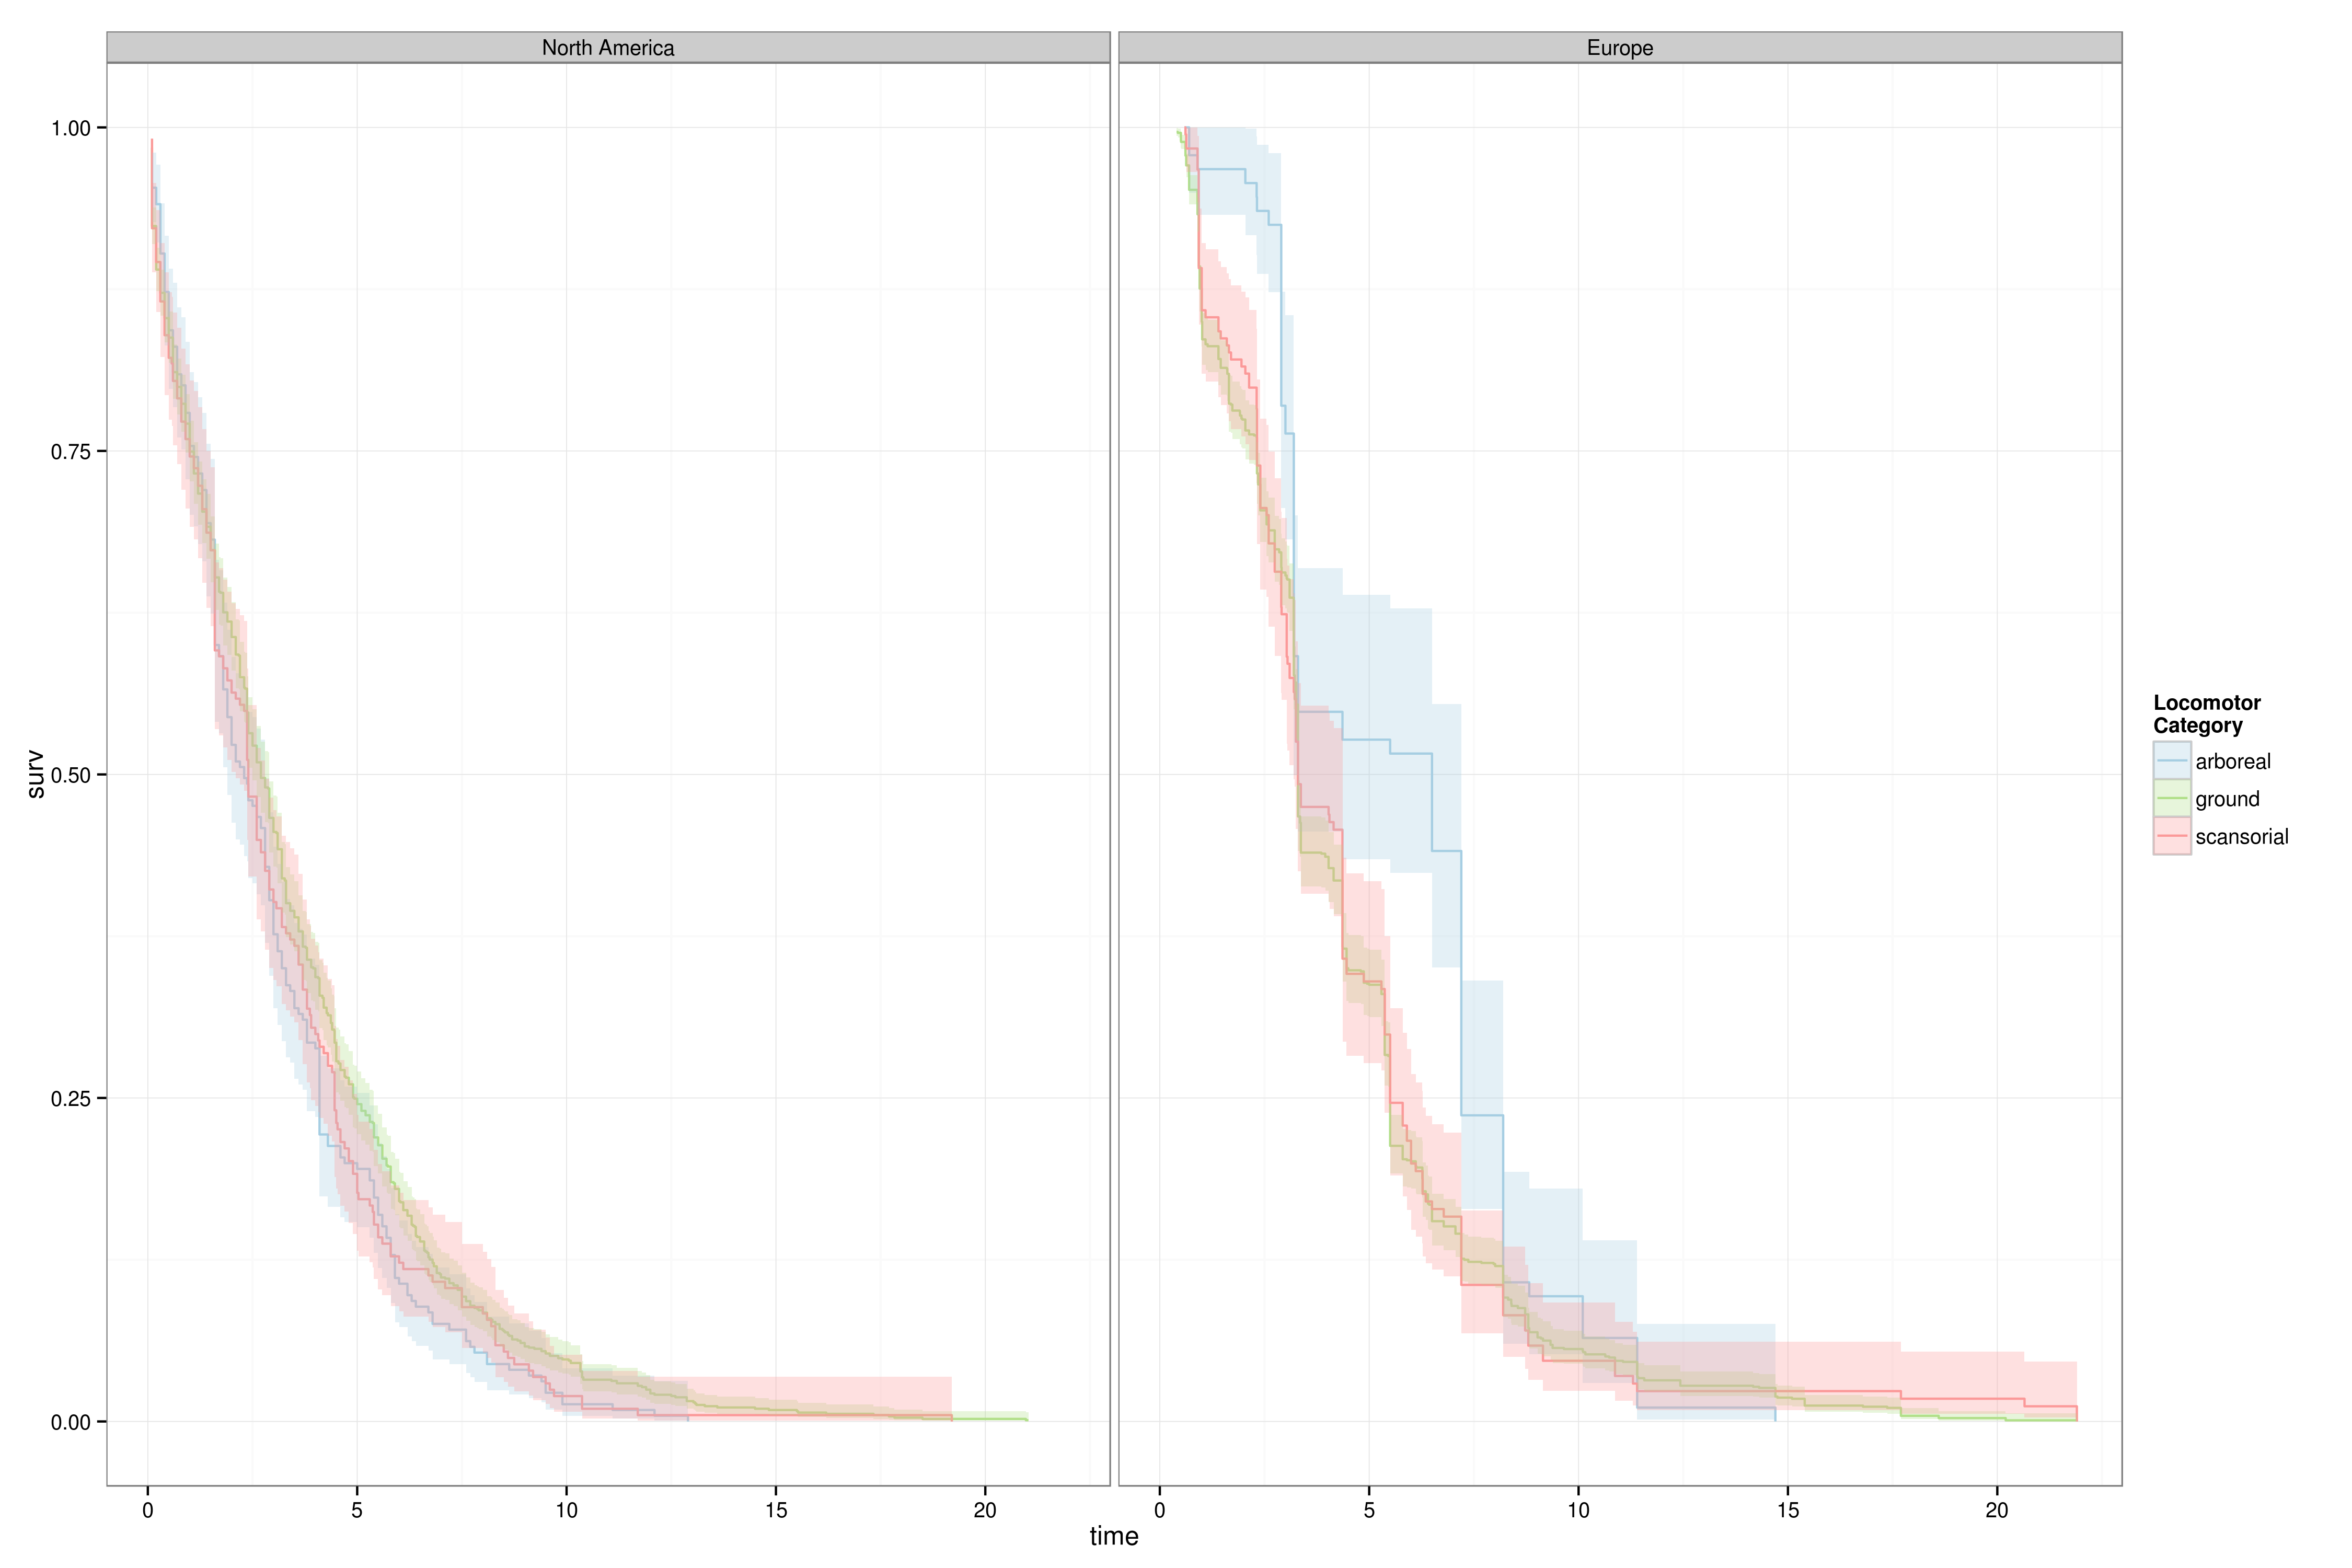 North America
Europe
1.00
0.75
0.50
0.25
0.00
surv
0 5 10 15 20
0 5 10 15 20
time
Locomotor
Category
arboreal
ground
scansorial